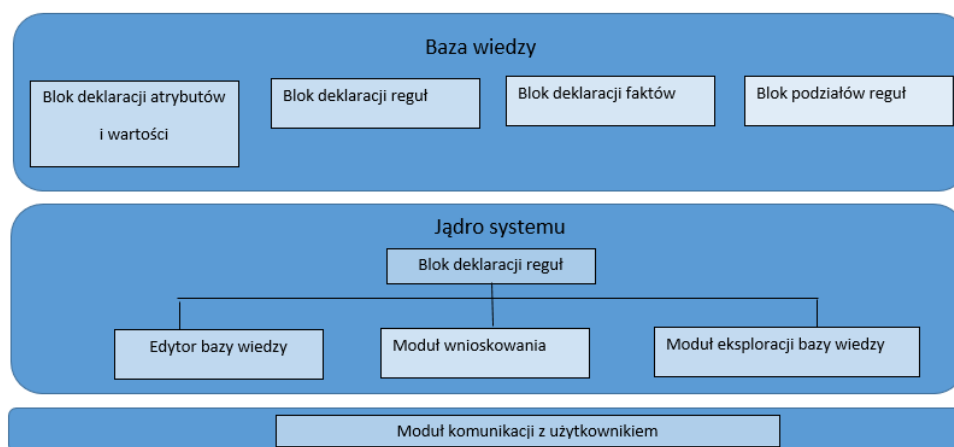 Baza wiedzy
Blok deklaracji atrybutów
i wartości
Blok deklaracji reguł
Blok deklaracji faktów
Blok podziałów reguł
Jądro systemu
Blok deklaracji reguł
Edytor bazy wiedzy
Moduł wnioskowania
Moduł eksploracji bazy wiedzy
Moduł komunikacji z użytkownikiem